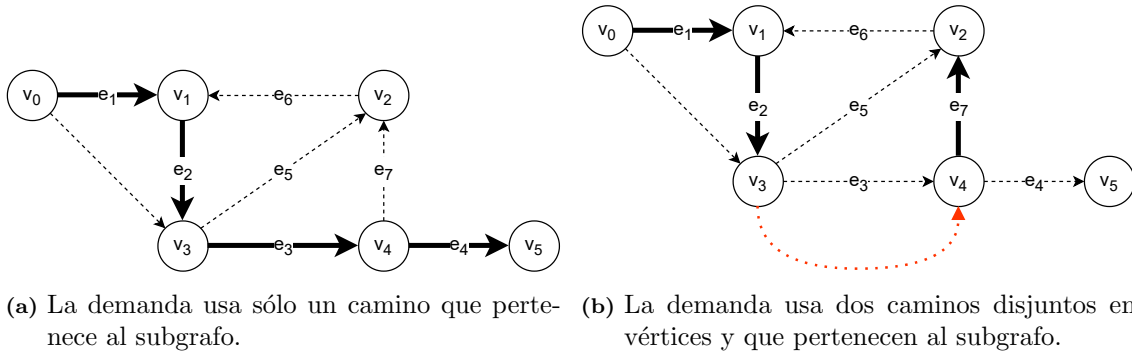 v0 e1 v1 e6 v2
e2 e5 e7
v3 e3 v4 e4 v5
(a) La demanda usa sólo un camino que perte-
nece al subgrafo.
v0 e1 v1 e6 v2
e2 e5 e7
v3 e3 v4 e4 v5
(b) La demanda usa dos caminos disjuntos en
vértices y que pertenecen al subgrafo.